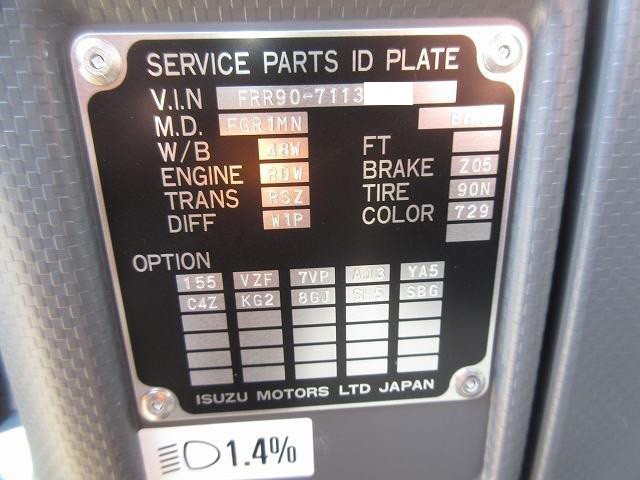 SERVICE PARTS ID PLATE
V.I.N FRR90-7113
M.D. FGR1MN
W/B 48W FT
ENGINE RDW BRAKE Z05
TRANS RSZ TIRE 90N
DIFF W1P COLOR 729
OPTION
155 VZF 7VP AJ3 YA5
C4Z KG2 8GJ SH5 SBG
ISUZU MOTORS LTD JAPAN
1.4%